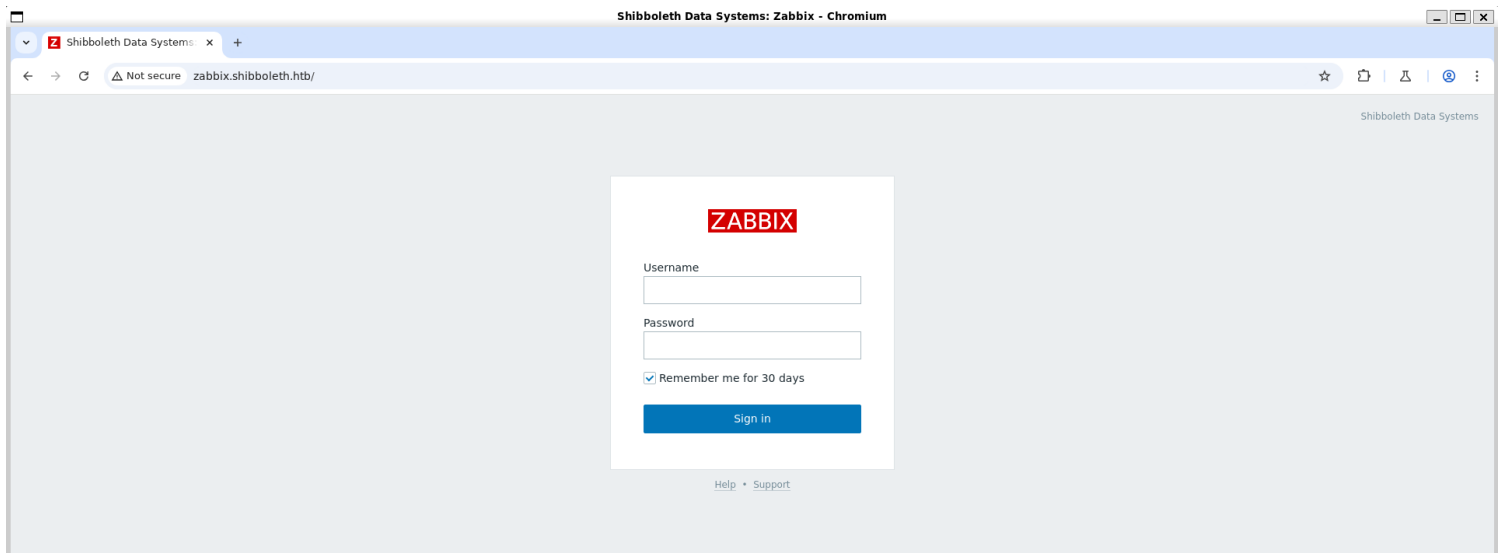 Shibboleth Data Systems: Zabbix - Chromium
Z Shibboleth Data Systems
Not secure zabbix.shibboleth.htb/
Shibboleth Data Systems
ZABBIX
Username
Password
Remember me for 30 days
Sign in
Help • Support